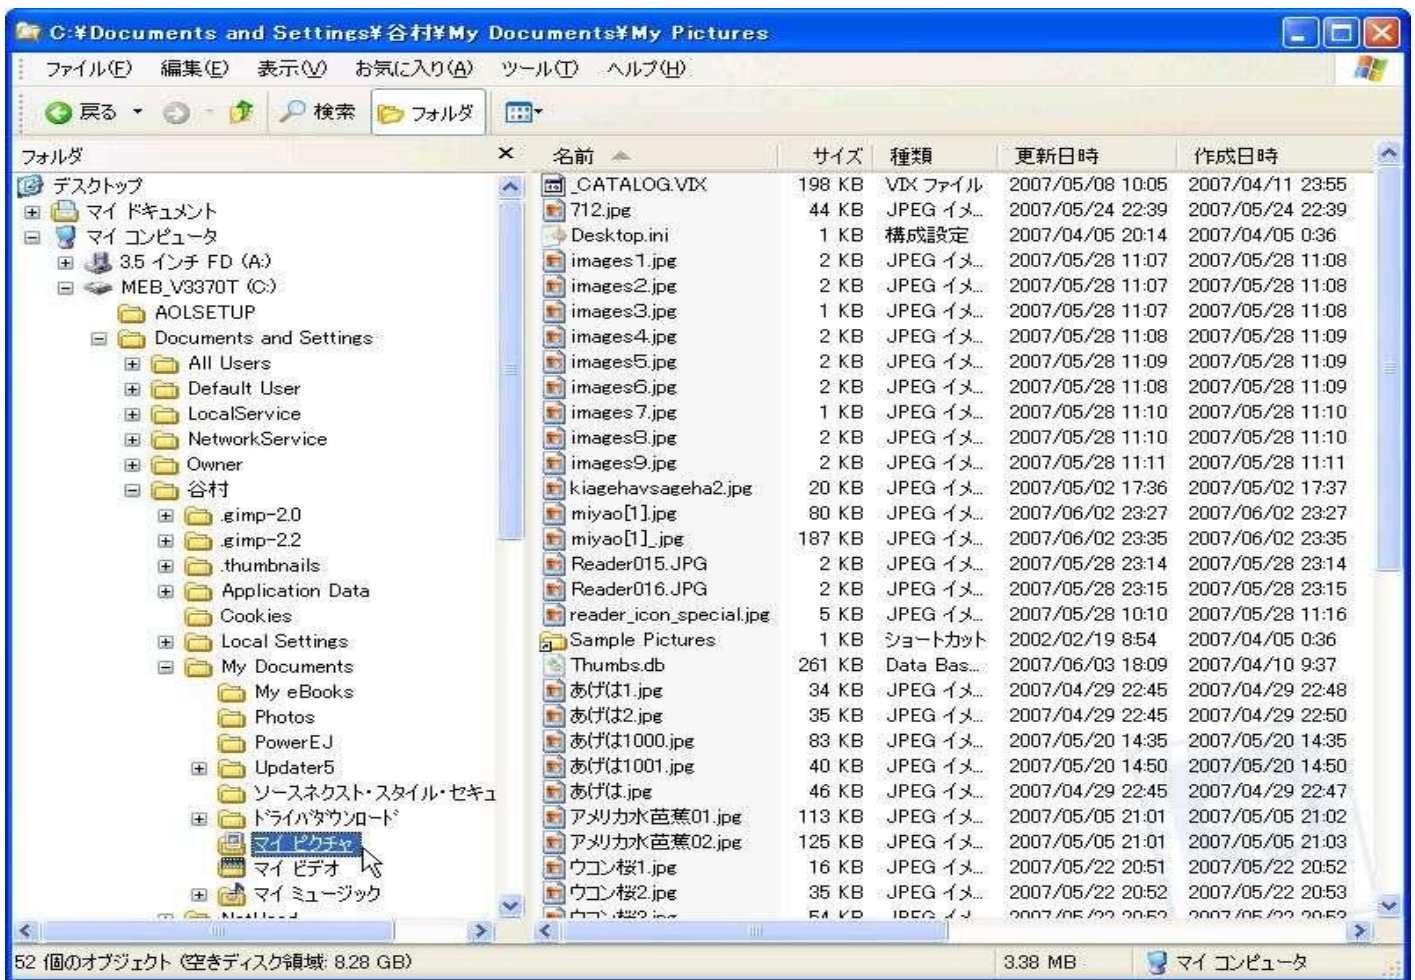 C:¥Documents and Settings¥谷村¥My Documents¥My Pictures
ファイル(F) 編集(E) 表示(V) お気に入り(A) ツール(T) ヘルプ(H)
戻る 検索 フォルダ
フォルダ
デスクトップ
マイ ドキュメント
マイ コンピュータ
3.5 インチ FD (A:)
MEB_V3370T (C:)
AOLSETUP
Documents and Settings
All Users
Default User
LocalService
NetworkService
Owner
谷村
.gimp-2.0
.gimp-2.2
.thumbnails
Application Data
Cookies
Local Settings
My Documents
My eBooks
Photos
PowerEJ
Updater5
ソースネクスト・スタイル・セキュ
ドライバダウンロード
マイ ピクチャ
マイ ビデオ
マイ ミュージック
NetHood
名前 サイズ 種類 更新日時 作成日時
_CATALOG.VIX 198 KB VIX ファイル 2007/05/08 10:05 2007/04/11 23:55
712.jpg 44 KB JPEG イメ... 2007/05/24 22:39 2007/05/24 22:39
Desktop.ini 1 KB 構成設定 2007/04/05 20:14 2007/04/05 0:36
images1.jpg 2 KB JPEG イメ... 2007/05/28 11:07 2007/05/28 11:08
images2.jpg 2 KB JPEG イメ... 2007/05/28 11:07 2007/05/28 11:08
images3.jpg 1 KB JPEG イメ... 2007/05/28 11:07 2007/05/28 11:08
images4.jpg 2 KB JPEG イメ... 2007/05/28 11:08 2007/05/28 11:09
images5.jpg 2 KB JPEG イメ... 2007/05/28 11:09 2007/05/28 11:09
images6.jpg 2 KB JPEG イメ... 2007/05/28 11:08 2007/05/28 11:09
images7.jpg 1 KB JPEG イメ... 2007/05/28 11:10 2007/05/28 11:10
images8.jpg 2 KB JPEG イメ... 2007/05/28 11:10 2007/05/28 11:10
images9.jpg 2 KB JPEG イメ... 2007/05/28 11:11 2007/05/28 11:11
kiagehavsageha2.jpg 20 KB JPEG イメ... 2007/05/02 17:36 2007/05/02 17:37
miyao[1].jpg 80 KB JPEG イメ... 2007/06/02 23:27 2007/06/02 23:27
miyao[1]_.jpg 187 KB JPEG イメ... 2007/06/02 23:35 2007/06/02 23:35
Reader015.JPG 2 KB JPEG イメ... 2007/05/28 23:14 2007/05/28 23:14
Reader016.JPG 2 KB JPEG イメ... 2007/05/28 23:15 2007/05/28 23:15
reader_icon_special.jpg 5 KB JPEG イメ... 2007/05/28 10:10 2007/05/28 11:16
Sample Pictures 1 KB ショートカット 2002/02/19 8:54 2007/04/05 0:36
Thumbs.db 261 KB Data Bas... 2007/06/03 18:09 2007/04/10 9:37
あげは1.jpg 34 KB JPEG イメ... 2007/04/29 22:45 2007/04/29 22:48
あげは2.jpg 35 KB JPEG イメ... 2007/04/29 22:45 2007/04/29 22:50
あげは1000.jpg 83 KB JPEG イメ... 2007/05/20 14:35 2007/05/20 14:35
あげは1001.jpg 40 KB JPEG イメ... 2007/05/20 14:50 2007/05/20 14:50
あげは.jpg 46 KB JPEG イメ... 2007/04/29 22:45 2007/04/29 22:47
アメリカ水芭蕉01.jpg 113 KB JPEG イメ... 2007/05/05 21:01 2007/05/05 21:02
アメリカ水芭蕉02.jpg 125 KB JPEG イメ... 2007/05/05 21:01 2007/05/05 21:03
ウコン桜1.jpg 16 KB JPEG イメ... 2007/05/22 20:51 2007/05/22 20:52
ウコン桜2.jpg 35 KB JPEG イメ... 2007/05/22 20:52 2007/05/22 20:53
ウコン桜3.jpg 54 KB JPEG イメ... 2007/05/22 20:52
52 個のオブジェクト (空きディスク領域: 8.28 GB) 3.38 MB マイ コンピュータ